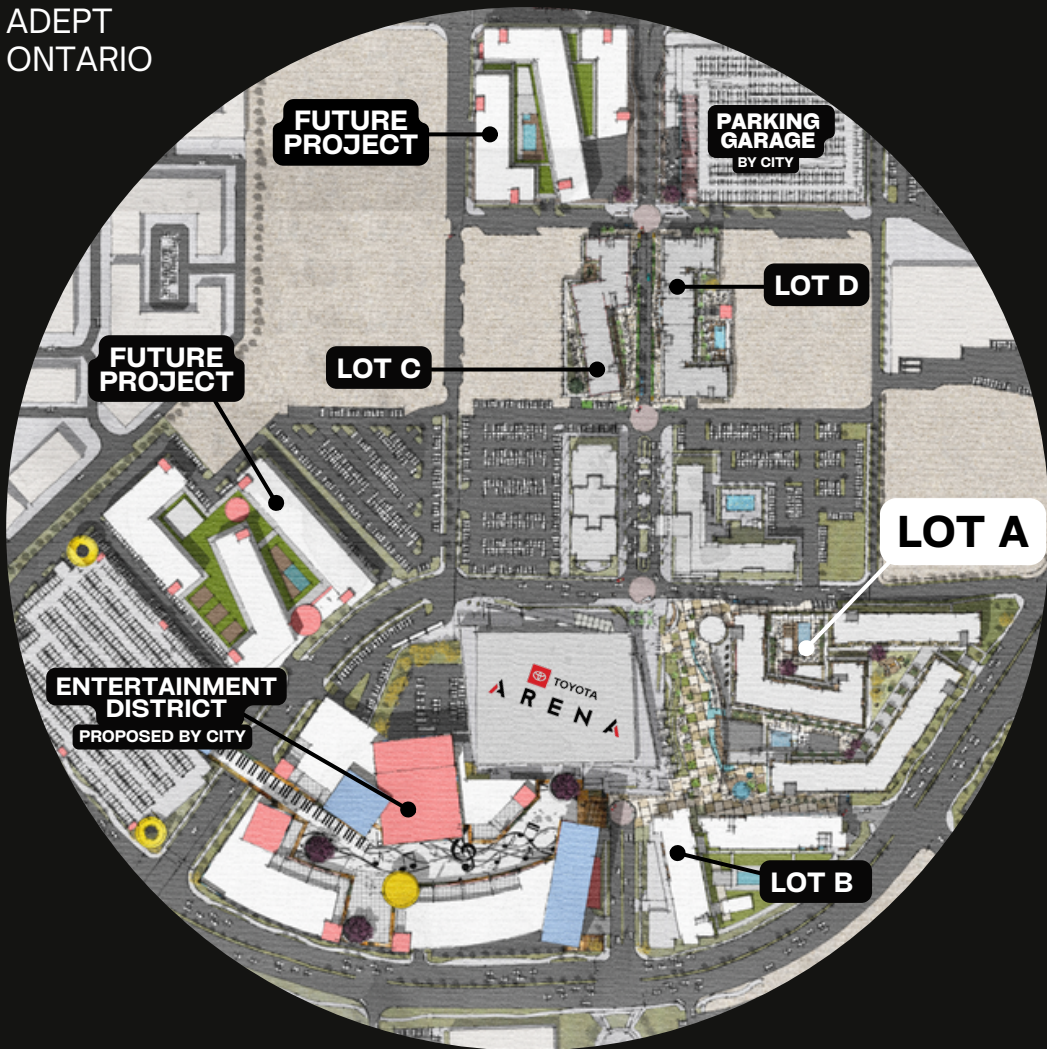 ADEPT
ONTARIO
FUTURE
PROJECT
PARKING
GARAGE
BY CITY
LOT D
FUTURE
PROJECT
LOT C
LOT A
ENTERTAINMENT
DISTRICT
PROPOSED BY CITY
TOYOTA
ARENA
LOT B